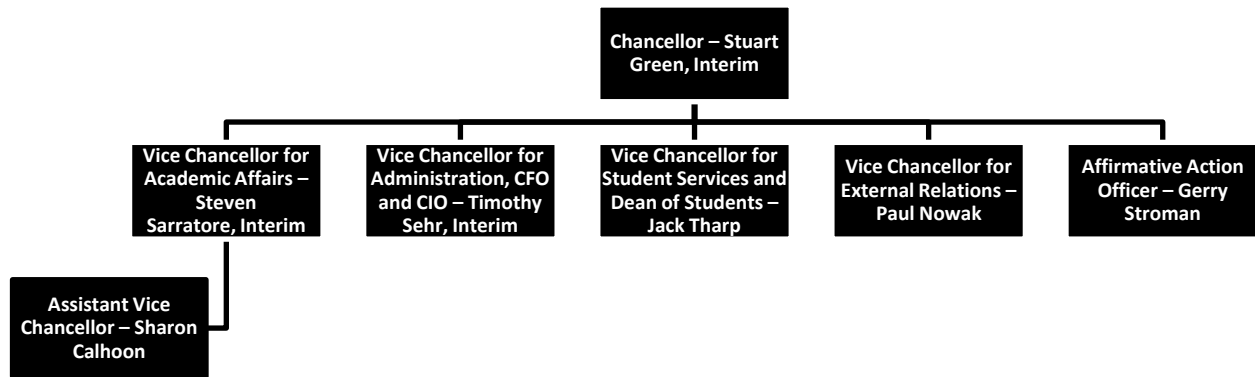 Chancellor – Stuart
Green, Interim
Vice Chancellor for
Academic Affairs –
Steven
Sarratore, Interim
Vice Chancellor for
Administration, CFO
and CIO – Timothy
Sehr, Interim
Vice Chancellor for
Student Services and
Dean of Students –
Jack Tharp
Vice Chancellor for
External Relations –
Paul Nowak
Affirmative Action
Officer – Gerry
Stroman
Assistant Vice
Chancellor – Sharon
Calhoon